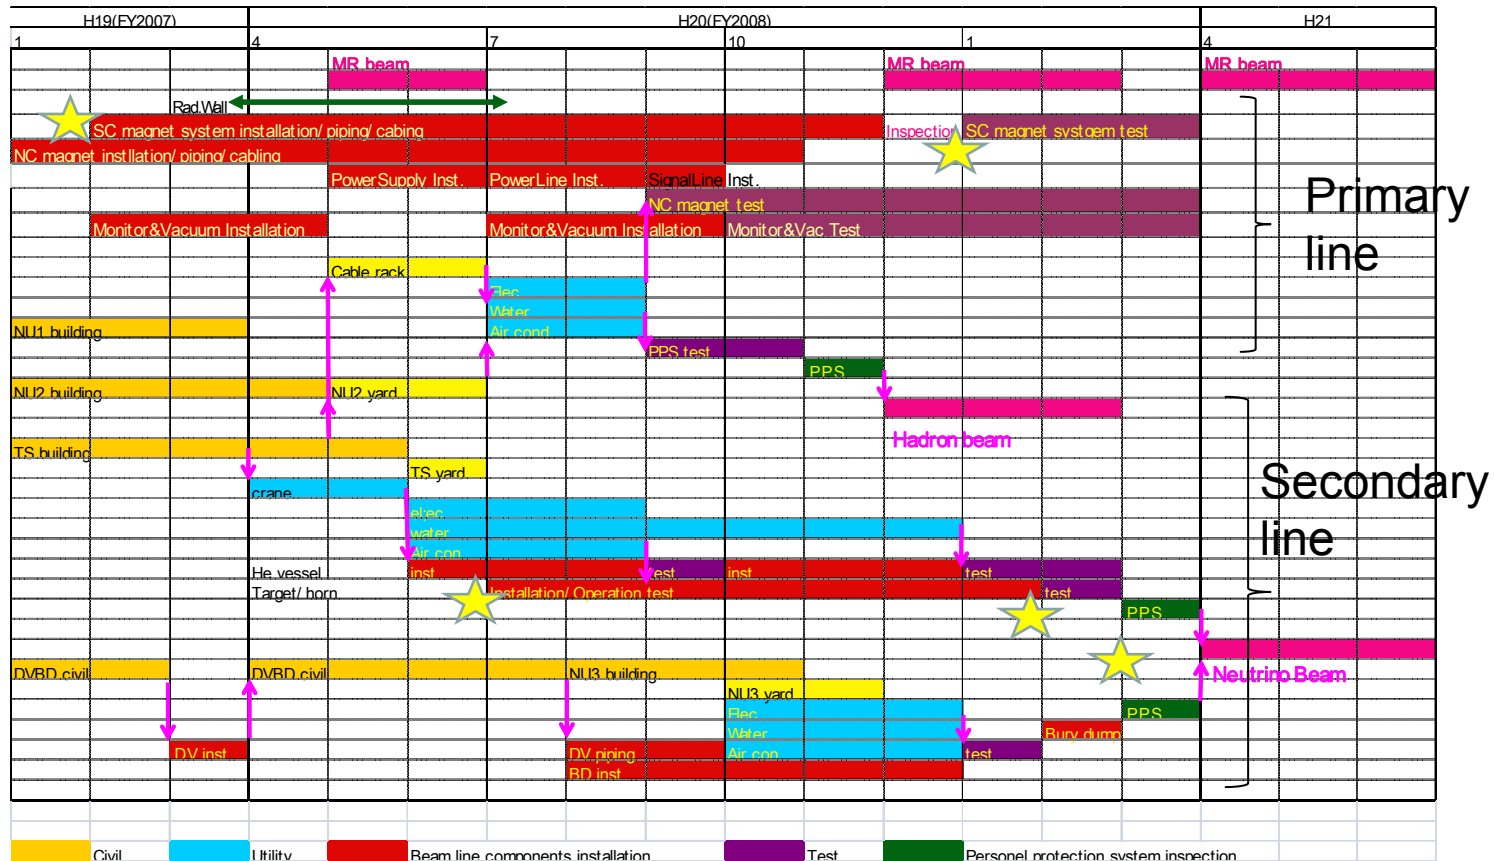 H19(FY2007) H20(FY2008) H21
1 4 7 10 1 4
MR beam MR beam MR beam
Rad.Wall
SC magnet system installation/ piping/ cabing Inspection SC magnet systgem test
NC magnet instllation/ piping/ cabling
PowerSupply Inst. PowerLine Inst. SignalLine Inst.
NC magnet test
Monitor&Vacuum Installation Monitor&Vacuum Installation Monitor&Vac Test
Primary
line
Cable rack
Elec.
Water
NU1 building Air cond.
PPS test
PPS
NU2 building NU2 yard
Hadron beam
TS building
TS yard
crane
elec.
water
Air con.
He vessel inst test inst test
Target/ horn Installation/ Operation test test
PPS
Secondary
line
DVBD civil DVBD civil NU3 building Neutrino Beam
NU3 yard
Elec. PPS
Water Bury dump
DV inst DV piping Air con. test
BD inst
Civil Utility Beam line components installation Test Personel protection system inspection